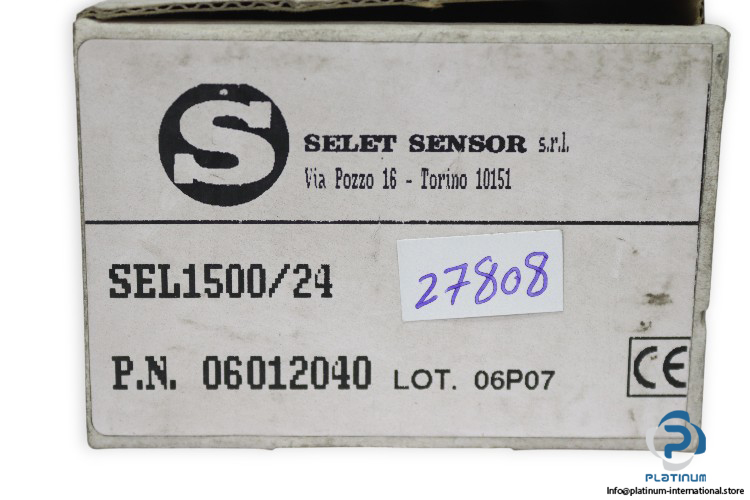 S
SELET SENSOR s.r.l.
Via Pozzo 16 - Torino 10151
SEL1500/24
27808
P.N. 06012040 LOT. 06P07
CE
PLATINUM
Info@platinum-international.store